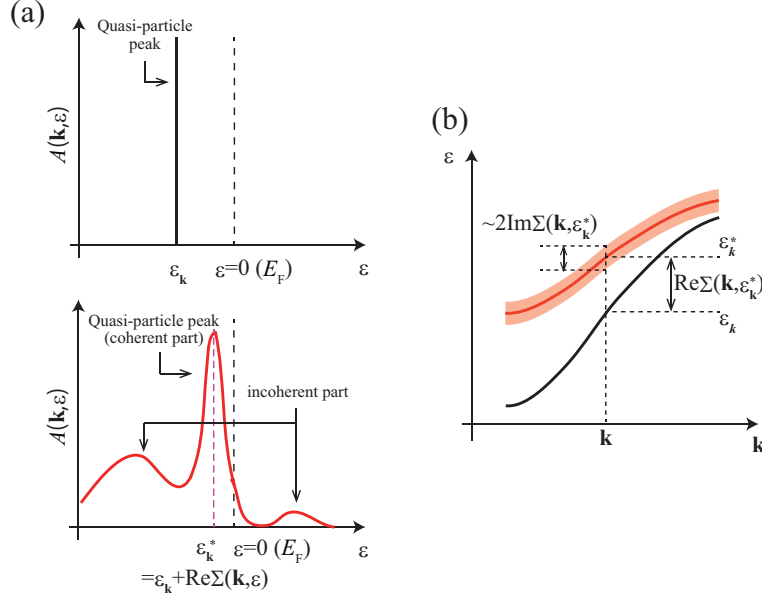 (a)
Quasi-particle
peak
A(k,ε)
ε_k
ε=0 (E_F)
ε
Quasi-particle peak
(coherent part)
incoherent part
A(k,ε)
ε_k^*
ε=0 (E_F)
ε
=ε_k+ReΣ(k,ε)
(b)
ε
~2ImΣ(k,ε_k^*)
ε_k^*
ReΣ(k,ε_k^*)
ε_k
k
k